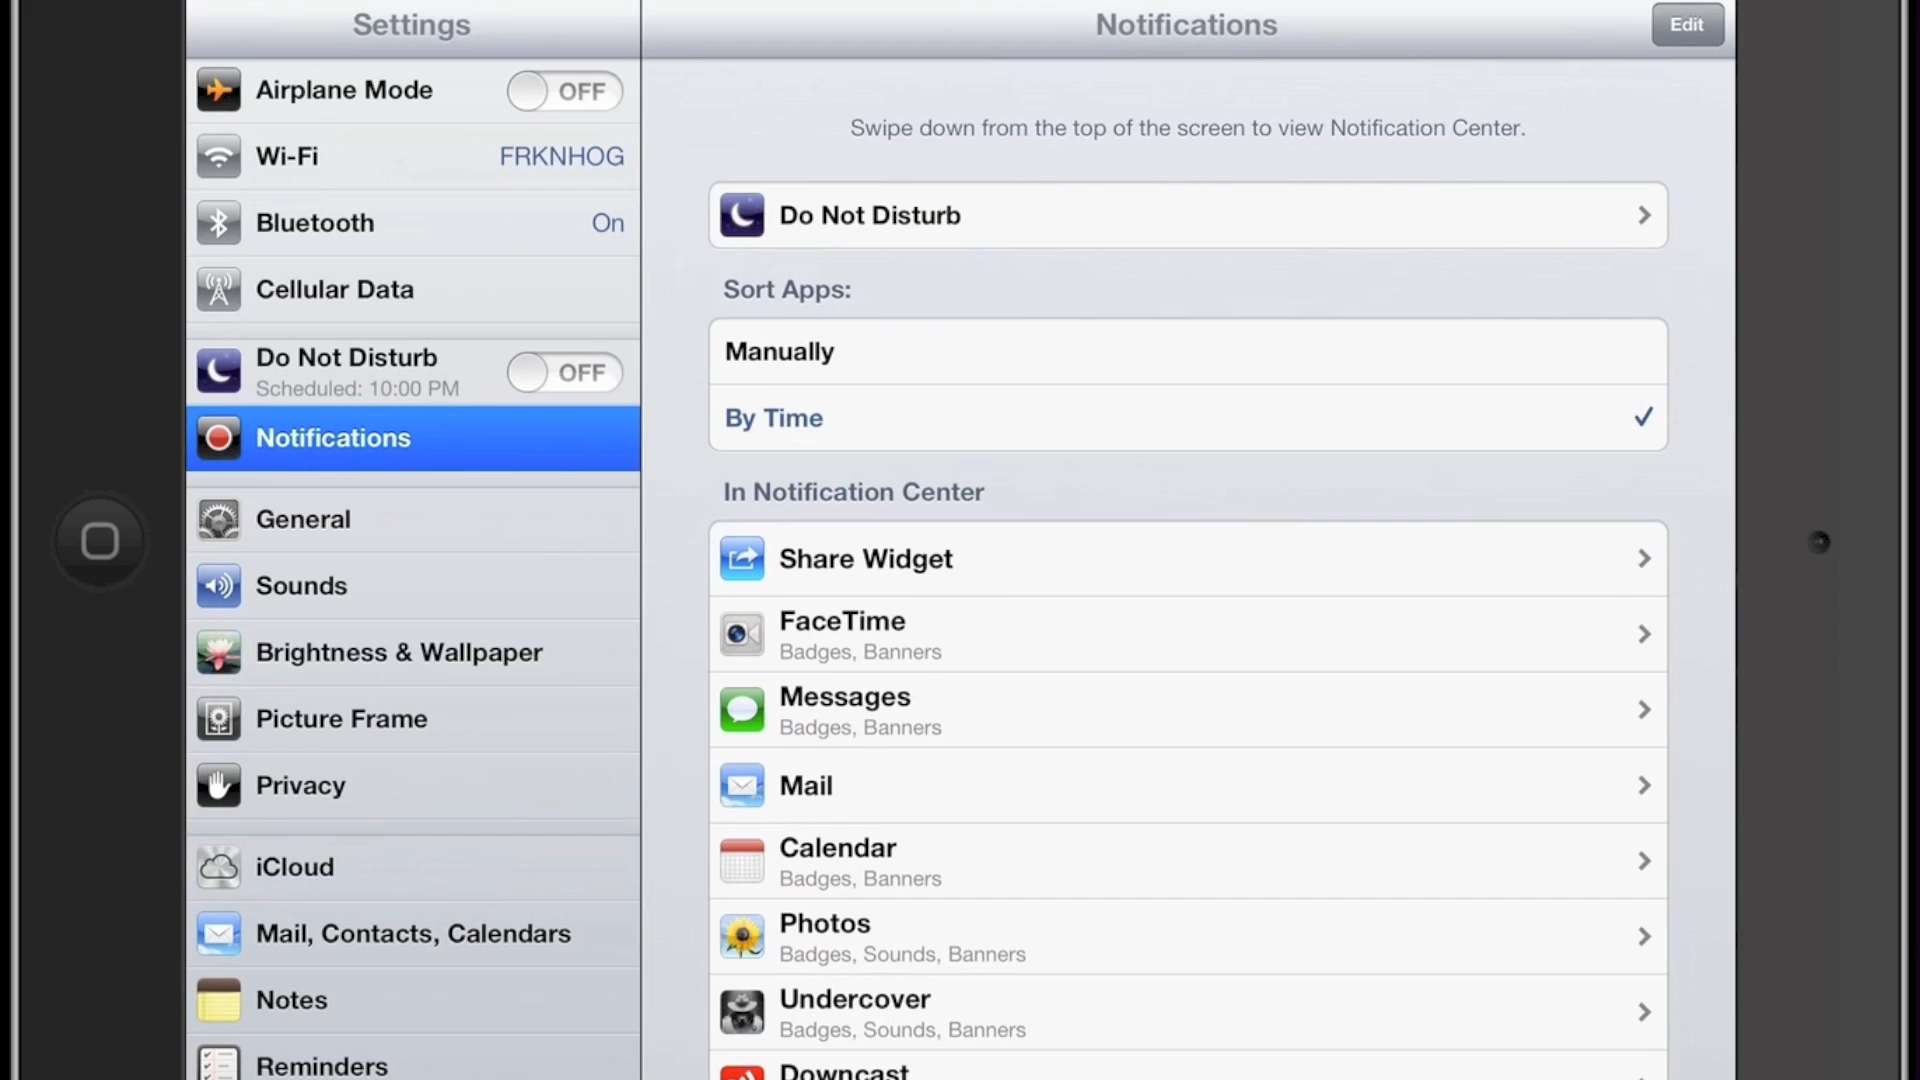 Settings
Airplane Mode OFF
Wi-Fi FRKNHOG
Bluetooth On
Cellular Data
Do Not Disturb OFF
Scheduled: 10:00 PM
Notifications
General
Sounds
Brightness & Wallpaper
Picture Frame
Privacy
iCloud
Mail, Contacts, Calendars
Notes
Reminders
Notifications Edit
Swipe down from the top of the screen to view Notification Center.
Do Not Disturb
Sort Apps:
Manually
By Time
In Notification Center
Share Widget
FaceTime
Badges, Banners
Messages
Badges, Banners
Mail
Calendar
Badges, Banners
Photos
Badges, Sounds, Banners
Undercover
Badges, Sounds, Banners
Downcast